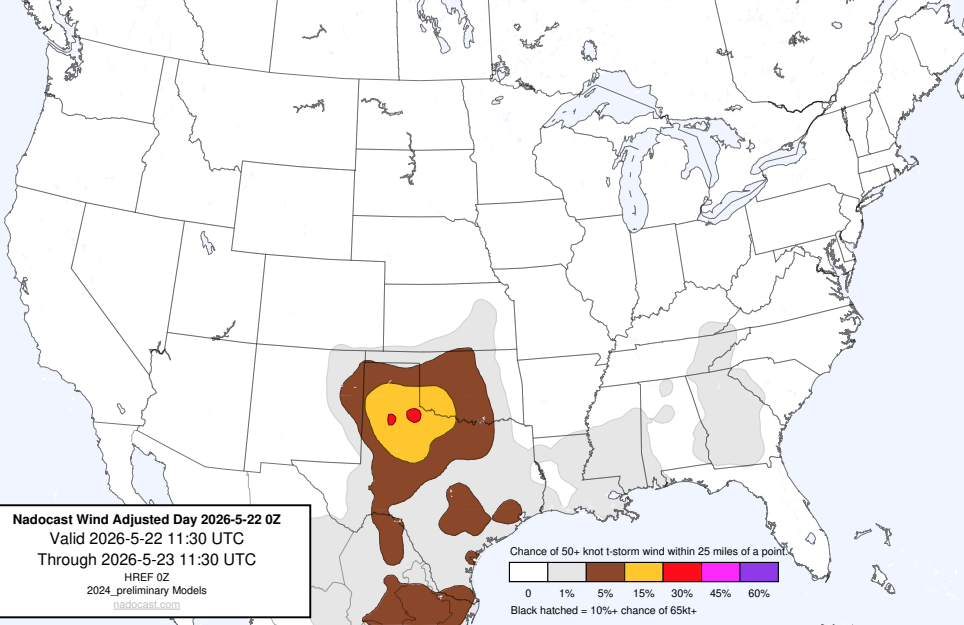 Nadocast Wind Adjusted Day 2026-5-22 0Z
Valid 2026-5-22 11:30 UTC
Through 2026-5-23 11:30 UTC
HREF 0Z
2024_preliminary Models
nadocast.com
Chance of 50+ knot t-storm wind within 25 miles of a point.
0 1% 5% 15% 30% 45% 60%
Black hatched = 10%+ chance of 65kt+